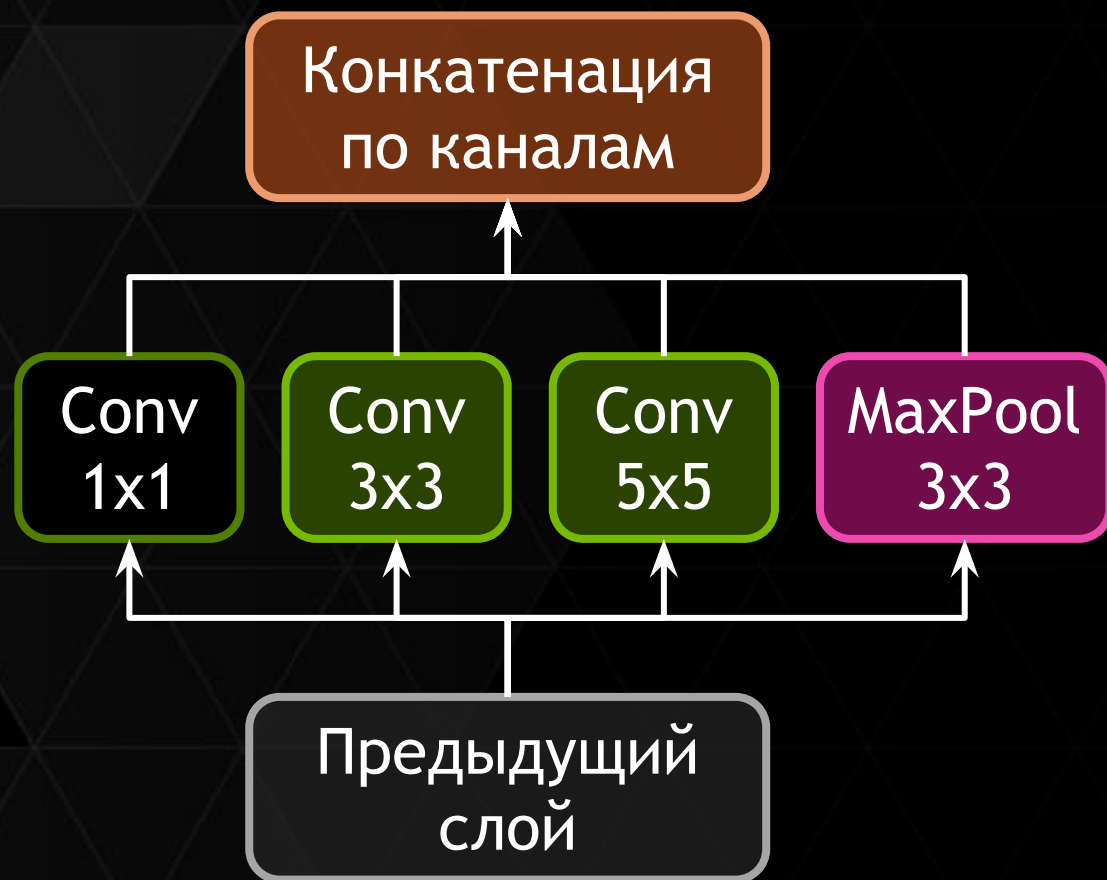 Конкатенация
по каналам
Conv
1x1
Conv
3x3
Conv
5x5
MaxPool
3x3
Предыдущий
слой